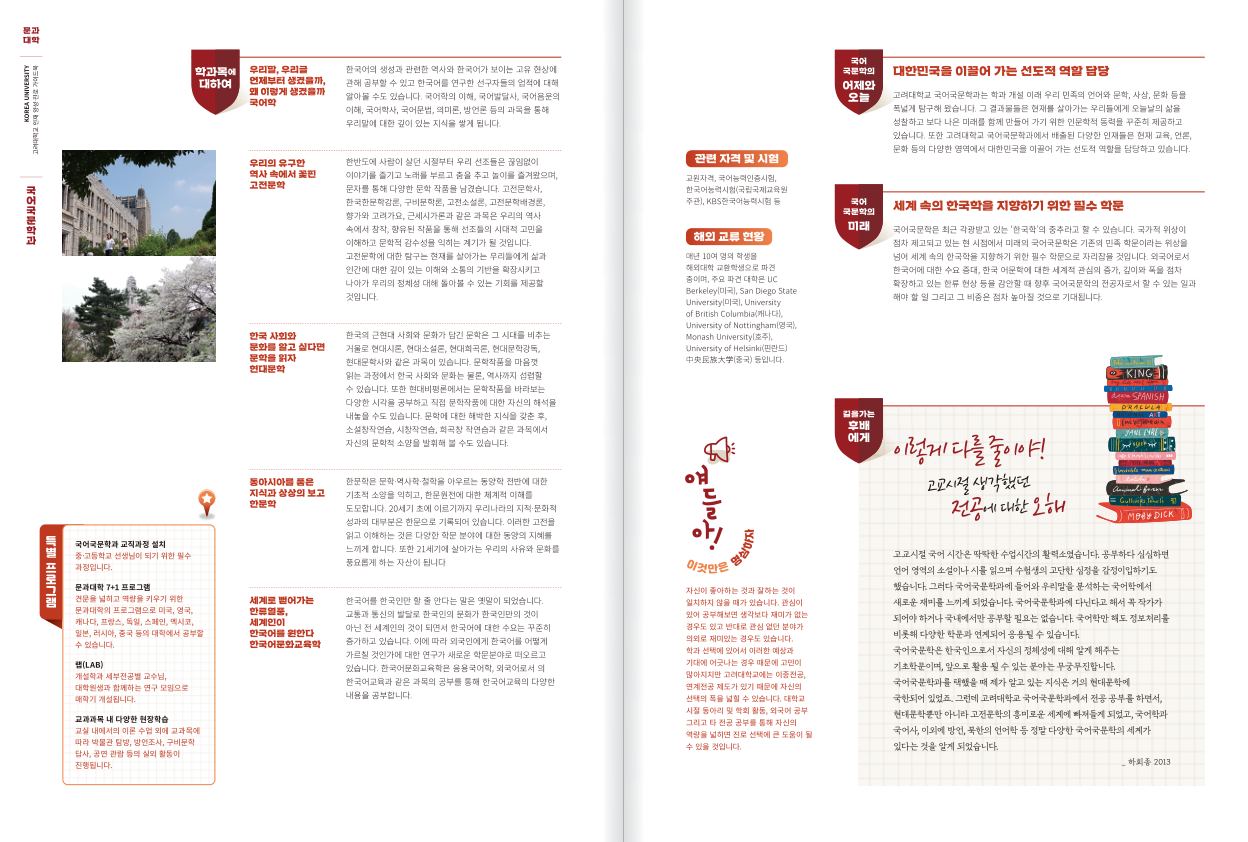 문과
대학
KOREA UNIVERSITY
국어국문학과
학과목에
대하여
우리말, 우리글
언제부터 생겼을까,
왜 이렇게 생겼을까
국어학
한국어의 생성과 관련한 역사와 한국어가 보이는 고유 현상에
관해 공부할 수 있고 한국어를 연구한 선구자들의 업적에 대해
알아볼 수도 있습니다. 국어학의 이해, 국어발달사, 국어음운의
이해, 국어학사, 국어문법, 의미론, 방언론 등의 과목을 통해
우리말에 대한 깊이 있는 지식을 쌓게 됩니다.
우리의 유구한
역사 속에서 꽃핀
고전문학
한반도에 사람이 살던 시절부터 우리 선조들은 끊임없이
이야기를 즐기고 노래를 부르고 춤을 추고 놀이를 즐겨왔으며,
문자를 통해 다양한 문학 작품을 남겼습니다. 고전문학사,
한국한문학강론, 구비문학론, 고전소설론, 고전문학배경론,
향가와 고려가요, 근세시가론과 같은 과목은 우리의 역사
속에서 창작, 향유된 작품을 통해 선조들의 시대적 고민을
이해하고 문학적 감수성을 익히는 계기가 될 것입니다.
고전문학에 대한 탐구는 현재를 살아가는 우리들에게 삶과
인간에 대한 깊이 있는 이해와 소통의 기반을 확장시키고
나아가 우리의 정체성 대해 돌아볼 수 있는 기회를 제공할
것입니다.
한국 사회와
문화를 알고 싶다면
문학을 읽자
현대문학
한국의 근현대 사회와 문화가 담긴 문학은 그 시대를 비추는
거울로 현대시론, 현대소설론, 현대희곡론, 현대문학강독,
현대문학사와 같은 과목이 있습니다. 문학작품을 마음껏
읽는 과정에서 한국 사회와 문화는 물론, 역사까지 섭렵할
수 있습니다. 또한 현대비평론에서는 문학작품을 바라보는
다양한 시각을 공부하고 직접 문학작품에 대한 자신의 해석을
내놓을 수도 있습니다. 문학에 대한 해박한 지식을 갖춘 후,
소설창작연습, 시창작연습, 희곡창 작연습과 같은 과목에서
자신의 문학적 소양을 발휘해 볼 수도 있습니다.
동아시아를 품은
지식과 상상의 보고
한문학
한문학은 문학·역사학·철학을 아우르는 동양학 전반에 대한
기초적 소양을 익히고, 한문원전에 대한 체계적 이해를
도모합니다. 20세기 초에 이르기까지 우리나라의 지적·문화적
성과의 대부분은 한문으로 기록되어 있습니다. 이러한 고전을
읽고 이해하는 것은 다양한 학문 분야에 대한 동양의 지혜를
느끼게 합니다. 또한 21세기에 살아가는 우리의 사유와 문화를
풍요롭게 하는 자산이 됩니다
세계로 뻗어가는
한류열풍,
세계인이
한국어를 원한다
한국어문화교육학
한국어를 한국인만 할 줄 안다는 말은 옛말이 되었습니다.
교통과 통신의 발달로 한국인의 문화가 한국인만의 것이
아닌 전 세계인의 것이 되면서 한국어에 대한 수요는 꾸준히
증가하고 있습니다. 이에 따라 외국인에게 한국어를 어떻게
가르칠 것인가에 대한 연구가 새로운 학문분야로 떠오르고
있습니다. 한국어문화교육학은 응용국어학, 외국어로서 의
한국어교육과 같은 과목의 공부를 통해 한국어교육의 다양한
내용을 공부합니다.
특별 프로그램
국어국문학과 교직과정 설치
중·고등학교 선생님이 되기 위한 필수
과정입니다.
문과대학 7+1 프로그램
견문을 넓히고 역량을 키우기 위한
문과대학의 프로그램으로 미국, 영국,
캐나다, 프랑스, 독일, 스페인, 멕시코,
일본, 러시아, 중국 등의 대학에서 공부할
수 있습니다.
랩(LAB)
개설학과 세부전공별 교수님,
대학원생과 함께하는 연구 모임으로
매학기 개설됩니다.
교과과목 내 다양한 현장학습
교실 내에서의 이론 수업 외에 교과목에
따라 박물관 탐방, 방언조사, 구비문학
답사, 공연 관람 등의 실외 활동이
진행됩니다.
관련 자격 및 시험
교원자격, 국어능력인증시험,
한국어능력시험(국립국제교육원
주관), KBS한국어능력시험 등
해외 교류 현황
매년 10여 명의 학생을
해외대학 교환학생으로 파견
중이며, 주요 파견 대학은 UC
Berkeley(미국), San Diego State
University(미국), University
of British Columbia(캐나다),
University of Nottingham(영국),
Monash University(호주),
University of Helsinki(핀란드)
中央民族大学(중국) 등입니다.
얘들아!
이것만은 명심하자
자신이 좋아하는 것과 잘하는 것이
일치하지 않을 때가 있습니다. 관심이
있어 공부해보면 생각보다 재미가 없는
경우도 있고 반대로 관심 없던 분야가
의외로 재미있는 경우도 있습니다.
학과 선택에 있어서 이러한 예상과
기대에 어긋나는 경우 때문에 고민이
많아지지만 고려대학교에는 이중전공,
연계전공 제도가 있기 때문에 자신의
선택의 폭을 넓힐 수 있습니다. 대학교
시절 동아리 및 학회 활동, 외국어 공부
그리고 타 전공 공부를 통해 자신의
역량을 넓히면 진로 선택에 큰 도움이 될
수 있을 것입니다.
국어
국문학의
어제와
오늘
대한민국을 이끌어 가는 선도적 역할 담당
고려대학교 국어국문학과는 학과 개설 이래 우리 민족의 언어와 문학, 사상, 문화 등을
폭넓게 탐구해 왔습니다. 그 결과물들은 현재를 살아가는 우리들에게 오늘날의 삶을
성찰하고 보다 나은 미래를 함께 만들어 가기 위한 인문학적 동력을 꾸준히 제공하고
있습니다. 또한 고려대학교 국어국문학과에서 배출된 다양한 인재들은 현재 교육, 언론,
문화 등의 다양한 영역에서 대한민국을 이끌어 가는 선도적 역할을 담당하고 있습니다.
국어
국문학의
미래
세계 속의 한국학을 지향하기 위한 필수 학문
국어국문학은 최근 각광받고 있는 '한국학'의 중추라고 할 수 있습니다. 국가적 위상이
점차 제고되고 있는 현 시점에서 미래의 국어국문학은 기존의 민족 학문이라는 위상을
넘어 세계 속의 한국학을 지향하기 위한 필수 학문으로 자리잡을 것입니다. 외국어로서
한국어에 대한 수요 증대, 한국 어문학에 대한 세계적 관심의 증가, 깊이와 폭을 점차
확장하고 있는 한류 현상 등을 감안할 때 향후 국어국문학의 전공자로서 할 수 있는 일과
해야 할 일 그리고 그 비중은 점차 높아질 것으로 기대됩니다.
길을가는
후배
에게
이렇게 다를 줄이야!
고교시절 생각했던
전공에 대한 오해
KING
SPANISH
DRACULA
ART
JANE EYRE
MOBY DICK
고교시절 국어 시간은 딱딱한 수업시간의 활력소였습니다. 공부하다 심심하면
언어 영역의 소설이나 시를 읽으며 수험생의 고단한 심정을 감정이입하기도
했습니다. 그러다 국어국문학과에 들어와 우리말을 분석하는 국어학에서
새로운 재미를 느끼게 되었습니다. 국어국문학과에 다닌다고 해서 꼭 작가가
되어야 하거나 국내에서만 공부할 필요는 없습니다. 국어학만 해도 정보처리를
비롯해 다양한 학문과 연계되어 응용될 수 있습니다.
국어국문학은 한국인으로서 자신의 정체성에 대해 알게 해주는
기초학문이며, 앞으로 활용 될 수 있는 분야는 무궁무진합니다.
국어국문학과를 택했을 때 제가 알고 있는 지식은 거의 현대문학에
국한되어 있었죠. 그런데 고려대학교 국어국문학과에서 전공 공부를 하면서,
현대문학뿐만 아니라 고전문학의 흥미로운 세계에 빠져들게 되었고, 국어학과
국어사, 이외에 방언, 북한의 언어학 등 정말 다양한 국어국문학의 세계가
있다는 것을 알게 되었습니다.
_ 하회종 2013